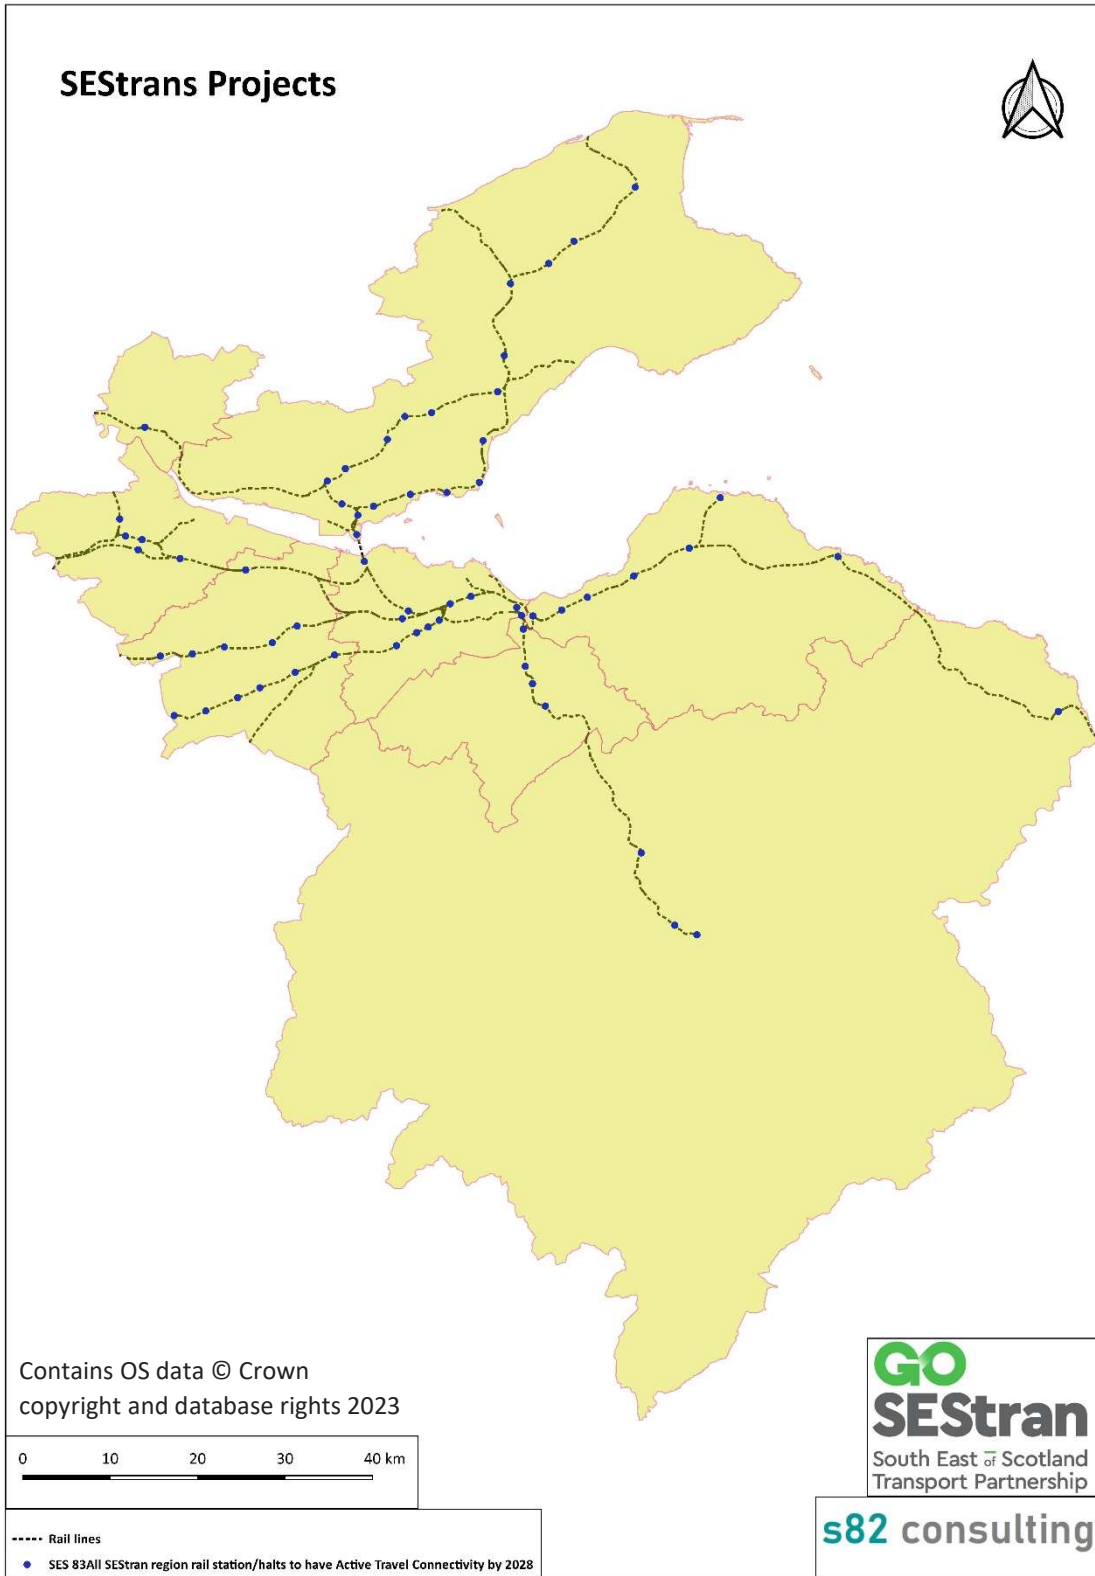 SEStrans Projects
Contains OS data © Crown
copyright and database rights 2023
0 10 20 30 40 km
Rail lines
SES 83All SEStran region rail station/halts to have Active Travel Connectivity by 2028
GO
SEStran
South East of Scotland
Transport Partnership
s82 consulting